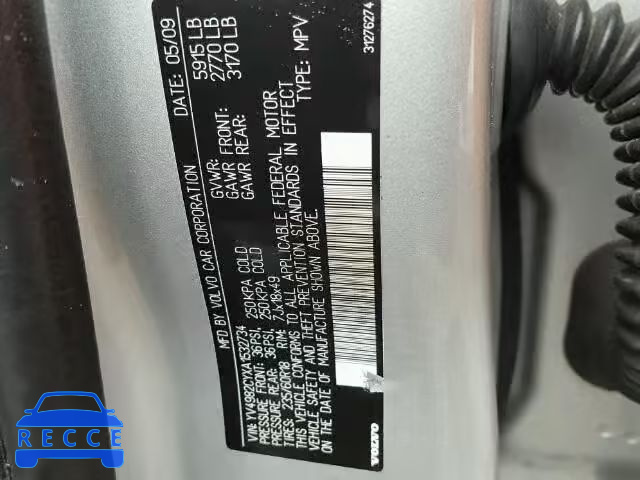 MFD BY VOLVO CAR CORPORATION DATE: 05/09
GVWR: 5915 LB
GAWR FRONT: 2770 LB
GAWR REAR: 3170 LB
VIN: YV4982CYXA1532734 TYPE: MPV
PRESSURE FRONT: 36PSI, 250KPA COLD
PRESSURE REAR: 36PSI, 250KPA COLD
TIRES: 235/60R18 RIM: 7Jx18x49
THIS VEHICLE CONFORMS TO ALL APPLICABLE FEDERAL MOTOR
VEHICLE SAFETY AND THEFT PREVENTION STANDARDS IN EFFECT
ON THE DATE OF MANUFACTURE SHOWN ABOVE.
VOLVO 31276274
RECCE